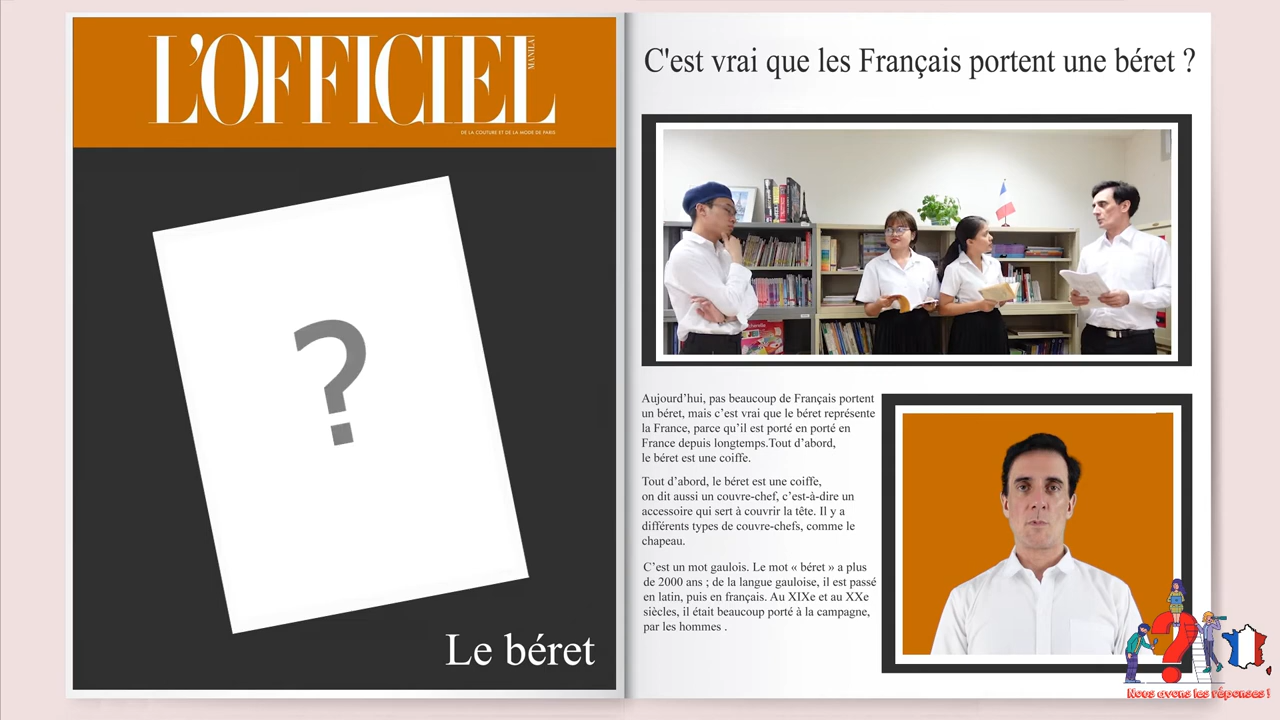 L'OFFICIEL
MANILA
DE LA COUTURE ET DE LA MODE DE PARIS
?
Le béret
C'est vrai que les Français portent une béret ?
Aujourd'hui, pas beaucoup de Français portent
un béret, mais c'est vrai que le béret représente
la France, parce qu'il est porté en porté en
France depuis longtemps.Tout d'abord,
le béret est une coiffe.
Tout d'abord, le béret est une coiffe,
on dit aussi un couvre-chef, c'est-à-dire un
accessoire qui sert à couvrir la tête. Il y a
différents types de couvre-chefs, comme le
chapeau.
C'est un mot gaulois. Le mot « béret » a plus
de 2000 ans ; de la langue gauloise, il est passé
en latin, puis en français. Au XIXe et au XXe
siècles, il était beaucoup porté à la campagne,
par les hommes .
?
Nous avons les réponses !